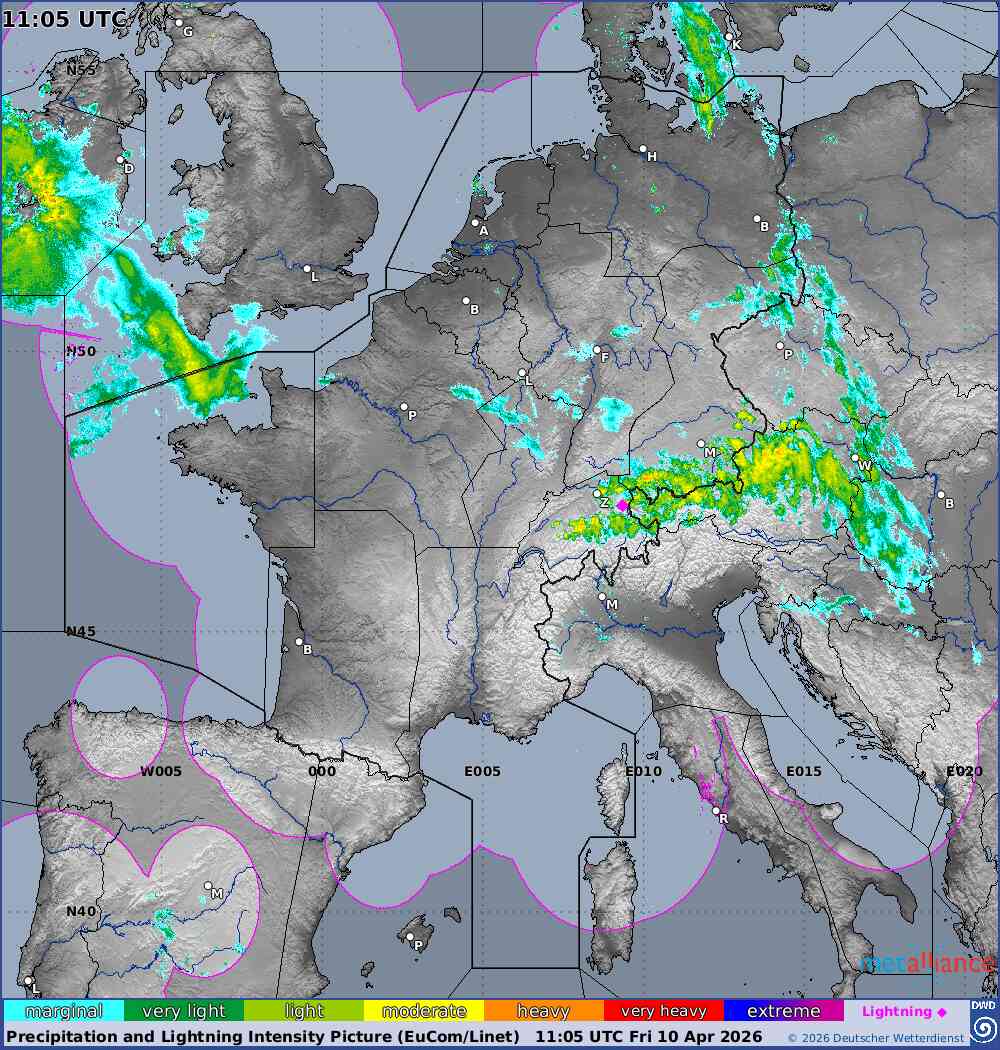 11:05 UTC
G
K
N55
H
D
A
B
L
B
N50
F
P
L
P
M
W
Z
B
M
N45
B
W005
000
E005
E010
E015
E020
R
M
N40
P
L
metalliance
marginal
very light
light
moderate
heavy
very heavy
extreme
Lightning ◆
DWD
Precipitation and Lightning Intensity Picture (EuCom/Linet) 11:05 UTC Fri 10 Apr 2026 © 2026 Deutscher Wetterdienst